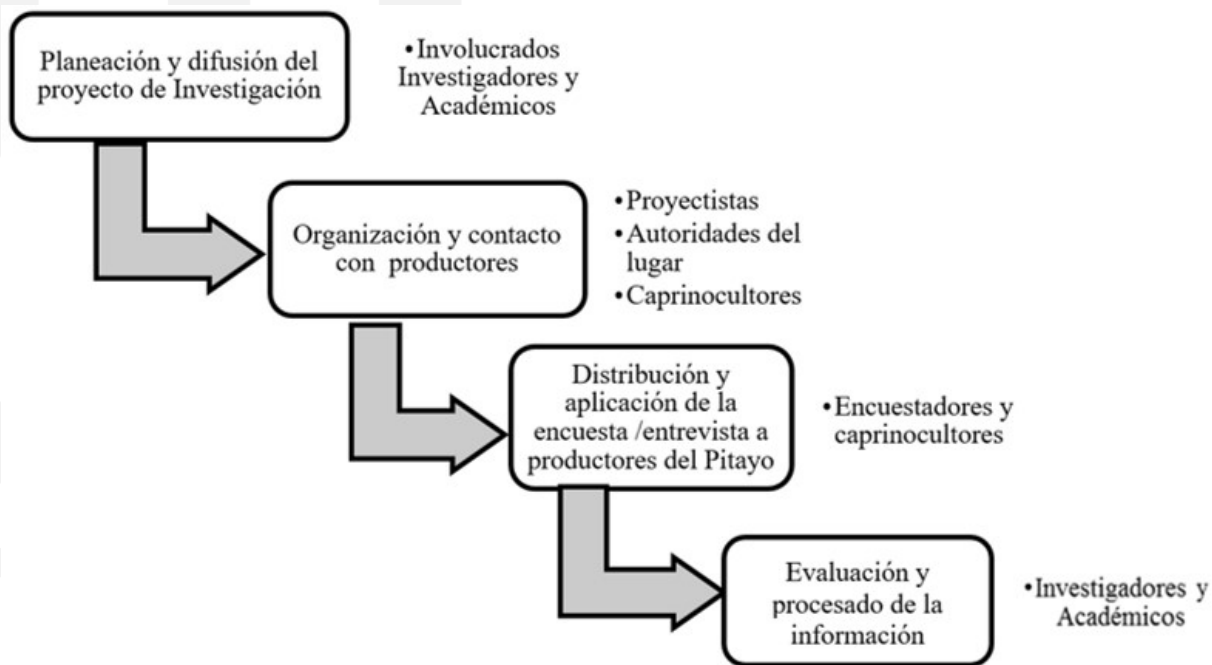 Planeación y difusión del
proyecto de Investigación
•Involucrados
Investigadores y
Académicos
Organización y contacto
con productores
•Proyectistas
•Autoridades del
lugar
•Caprinocultores
Distribución y
aplicación de la
encuesta /entrevista a
productores del Pitayo
•Encuestadores y
caprinocultores
Evaluación y
procesado de la
información
•Investigadores y
Académicos